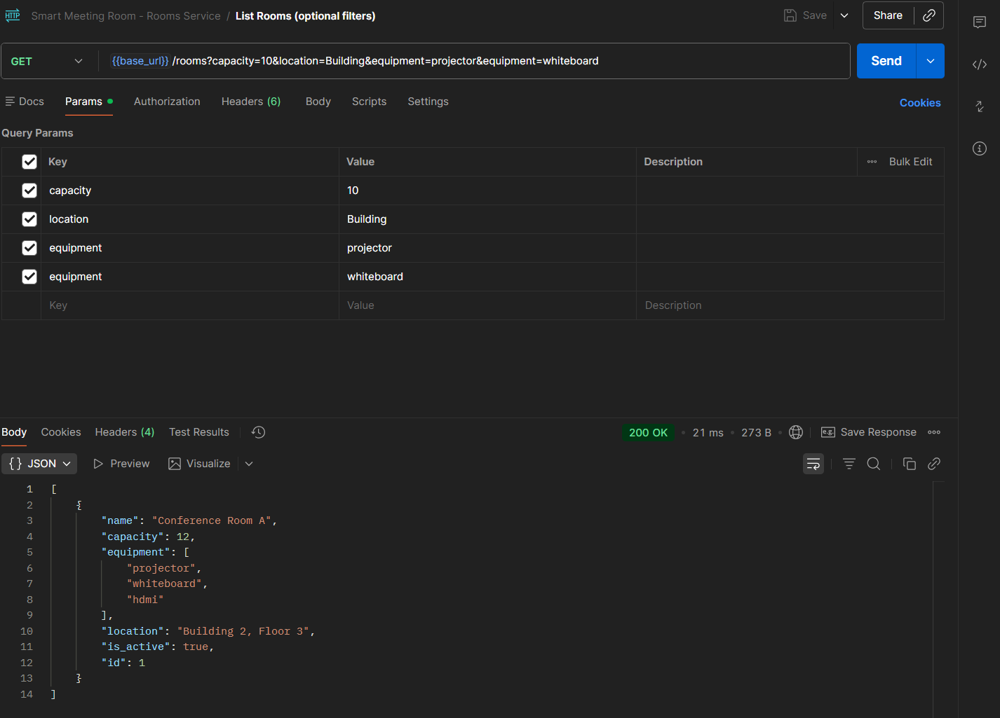 HTTP Smart Meeting Room - Rooms Service / List Rooms (optional filters) Save Share
GET {{base_url}} /rooms?capacity=10&location=Building&equipment=projector&equipment=whiteboard Send
Docs Params Authorization Headers (6) Body Scripts Settings Cookies
Query Params
Key Value Description Bulk Edit
capacity 10
location Building
equipment projector
equipment whiteboard
Key Value Description
Body Cookies Headers (4) Test Results 200 OK 21 ms 273 B e.g. Save Response
{} JSON Preview Visualize
1 [
2 {
3 "name": "Conference Room A",
4 "capacity": 12,
5 "equipment": [
6 "projector",
7 "whiteboard",
8 "hdmi"
9 ],
10 "location": "Building 2, Floor 3",
11 "is_active": true,
12 "id": 1
13 }
14 ]